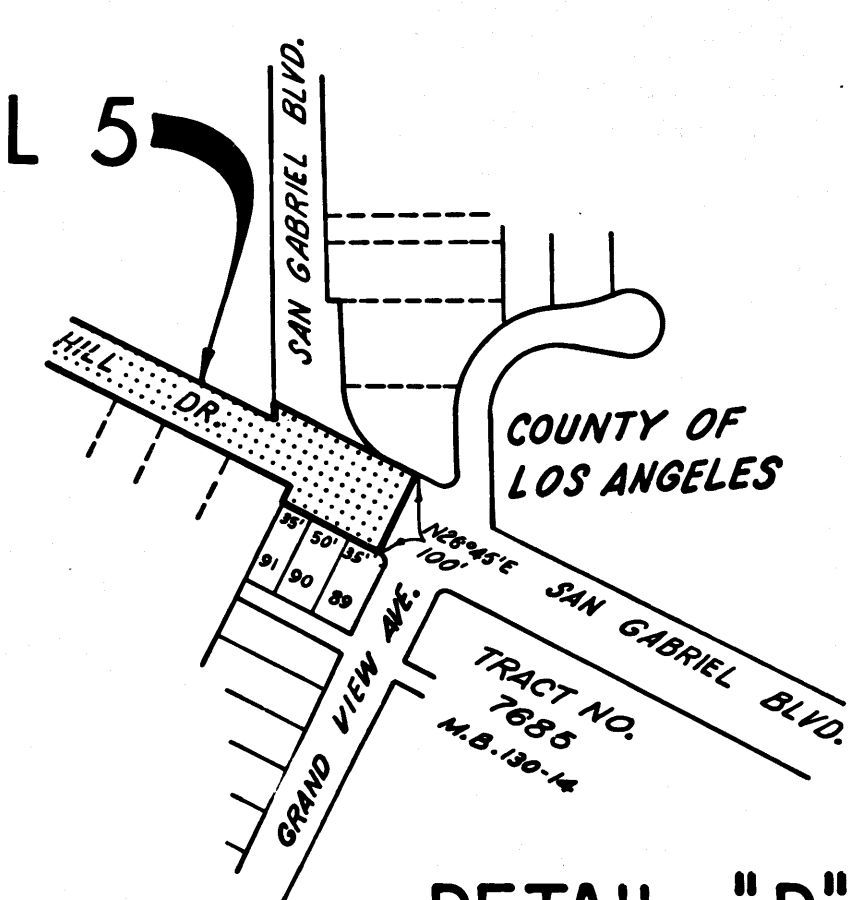 L 5
SAN GABRIEL BLVD.
HILL DR.
COUNTY OF
LOS ANGELES
35' 50' 35'
91 90 89
N26°45'E
100'
SAN GABRIEL BLVD.
GRAND VIEW AVE.
TRACT NO.
7685
M.B.130-14
DETAIL